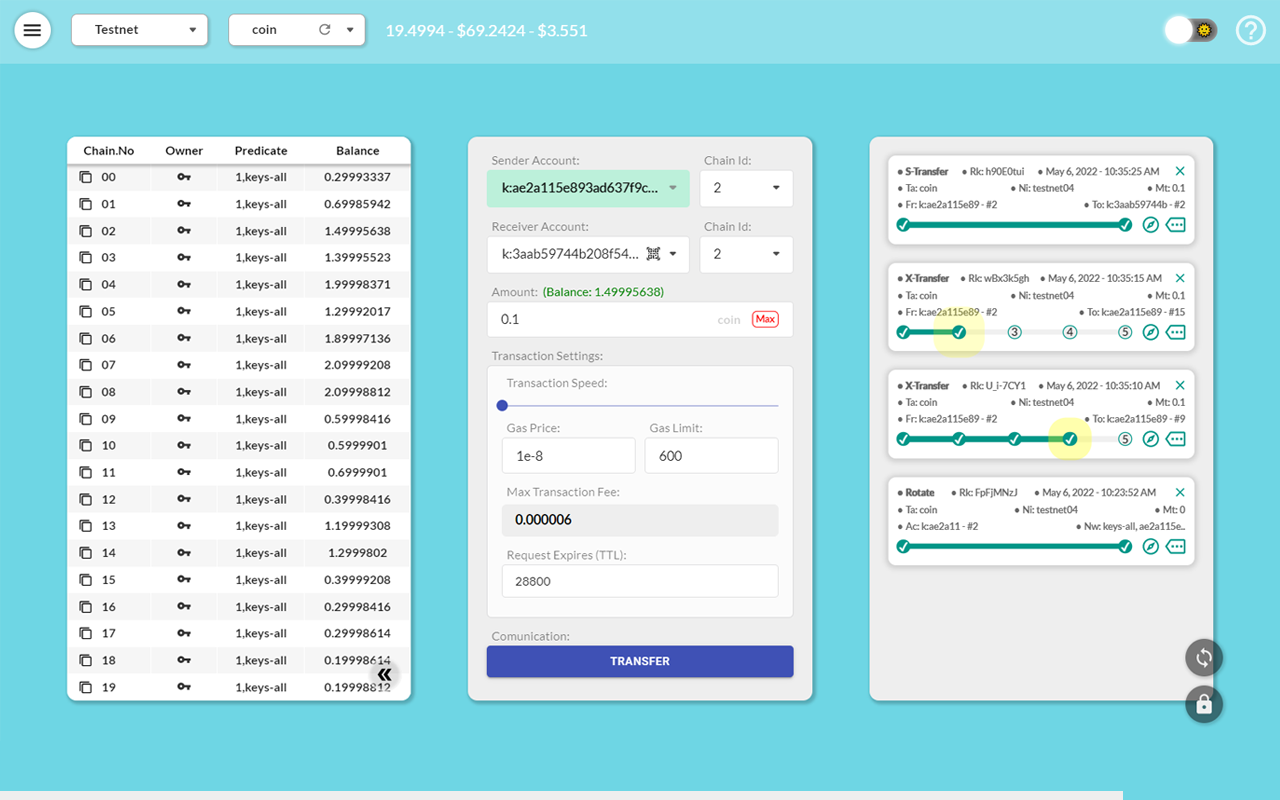 Testnet
coin
19.4994 - $69.2424 - $3.551
Chain.No Owner Predicate Balance
00 1,keys-all 0.29993337
01 1,keys-all 0.69985942
02 1,keys-all 1.49995638
03 1,keys-all 1.39995523
04 1,keys-all 1.99998371
05 1,keys-all 1.29992017
06 1,keys-all 1.89997136
07 1,keys-all 2.09999208
08 1,keys-all 2.09998812
09 1,keys-all 0.59998416
10 1,keys-all 0.5999901
11 1,keys-all 0.6999901
12 1,keys-all 0.39998416
13 1,keys-all 1.19999308
14 1,keys-all 1.2999802
15 1,keys-all 0.39999208
16 1,keys-all 0.29998416
17 1,keys-all 0.29998614
18 1,keys-all 0.19998614
19 1,keys-all 0.19998812
Sender Account: Chain Id:
k:ae2a115e893ad637f9c... 2
Receiver Account: Chain Id:
k:3aab59744b208f54... 2
Amount: (Balance: 1.49995638)
0.1 coin Max
Transaction Settings:
Transaction Speed:
Gas Price: Gas Limit:
1e-8 600
Max Transaction Fee:
0.000006
Request Expires (TTL):
28800
Comunication:
TRANSFER
• S-Transfer • Rk: h90E0tui • May 6, 2022 - 10:35:25 AM
• Ta: coin • Ni: testnet04 • Mt: 0.1
• Fr: k:ae2a115e89 - #2 • To: k:3aab59744b - #2
• X-Transfer • Rk: wBx3k5gh • May 6, 2022 - 10:35:15 AM
• Ta: coin • Ni: testnet04 • Mt: 0.1
• Fr: k:ae2a115e89 - #2 • To: k:ae2a115e89 - #15
3 4 5
• X-Transfer • Rk: U_i-7CY1 • May 6, 2022 - 10:35:10 AM
• Ta: coin • Ni: testnet04 • Mt: 0.1
• Fr: k:ae2a115e89 - #2 • To: k:ae2a115e89 - #9
5
• Rotate • Rk: FpFjMNzJ • May 6, 2022 - 10:23:52 AM
• Ta: coin • Ni: testnet04 • Mt: 0
• Ac: k:ae2a11 - #2 • Nw: keys-all, ae2a115e..